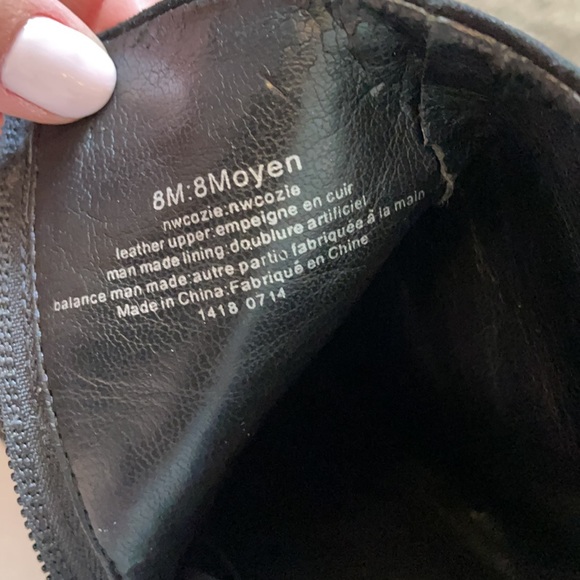 8M:8Moyen
nwcozie:nwcozie
leather upper:empeigne en cuir
man made lining:doublure artificiel
balance man made:autre partio fabriquée à la main
Made in China:Fabriqué en Chine
1418 0714